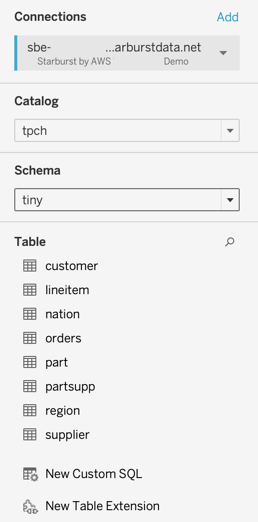 Connections Add
sbe- ...arburstdata.net
Starburst by AWS Demo
Catalog
tpch
Schema
tiny
Table
customer
lineitem
nation
orders
part
partsupp
region
supplier
New Custom SQL
New Table Extension